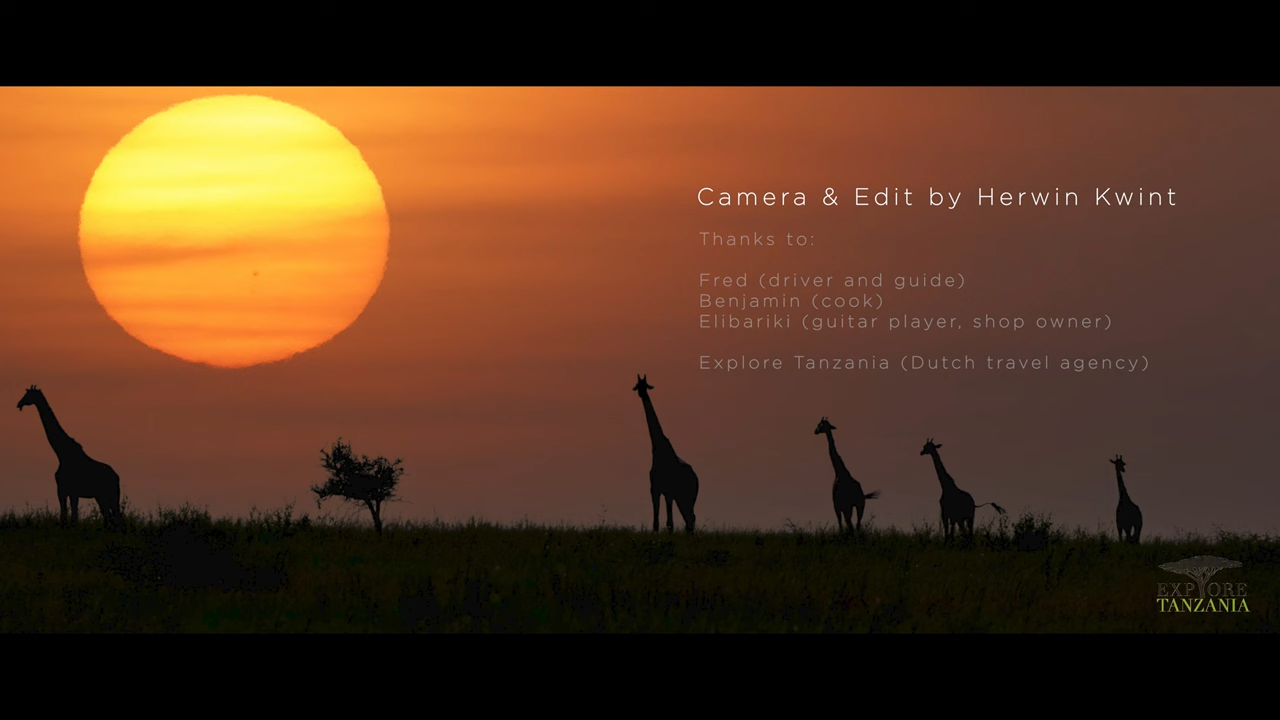 Camera & Edit by Herwin Kwint
Thanks to:
Fred (driver and guide)
Benjamin (cook)
Elibariki (guitar player, shop owner)
Explore Tanzania (Dutch travel agency)
EXPLORE
TANZANIA